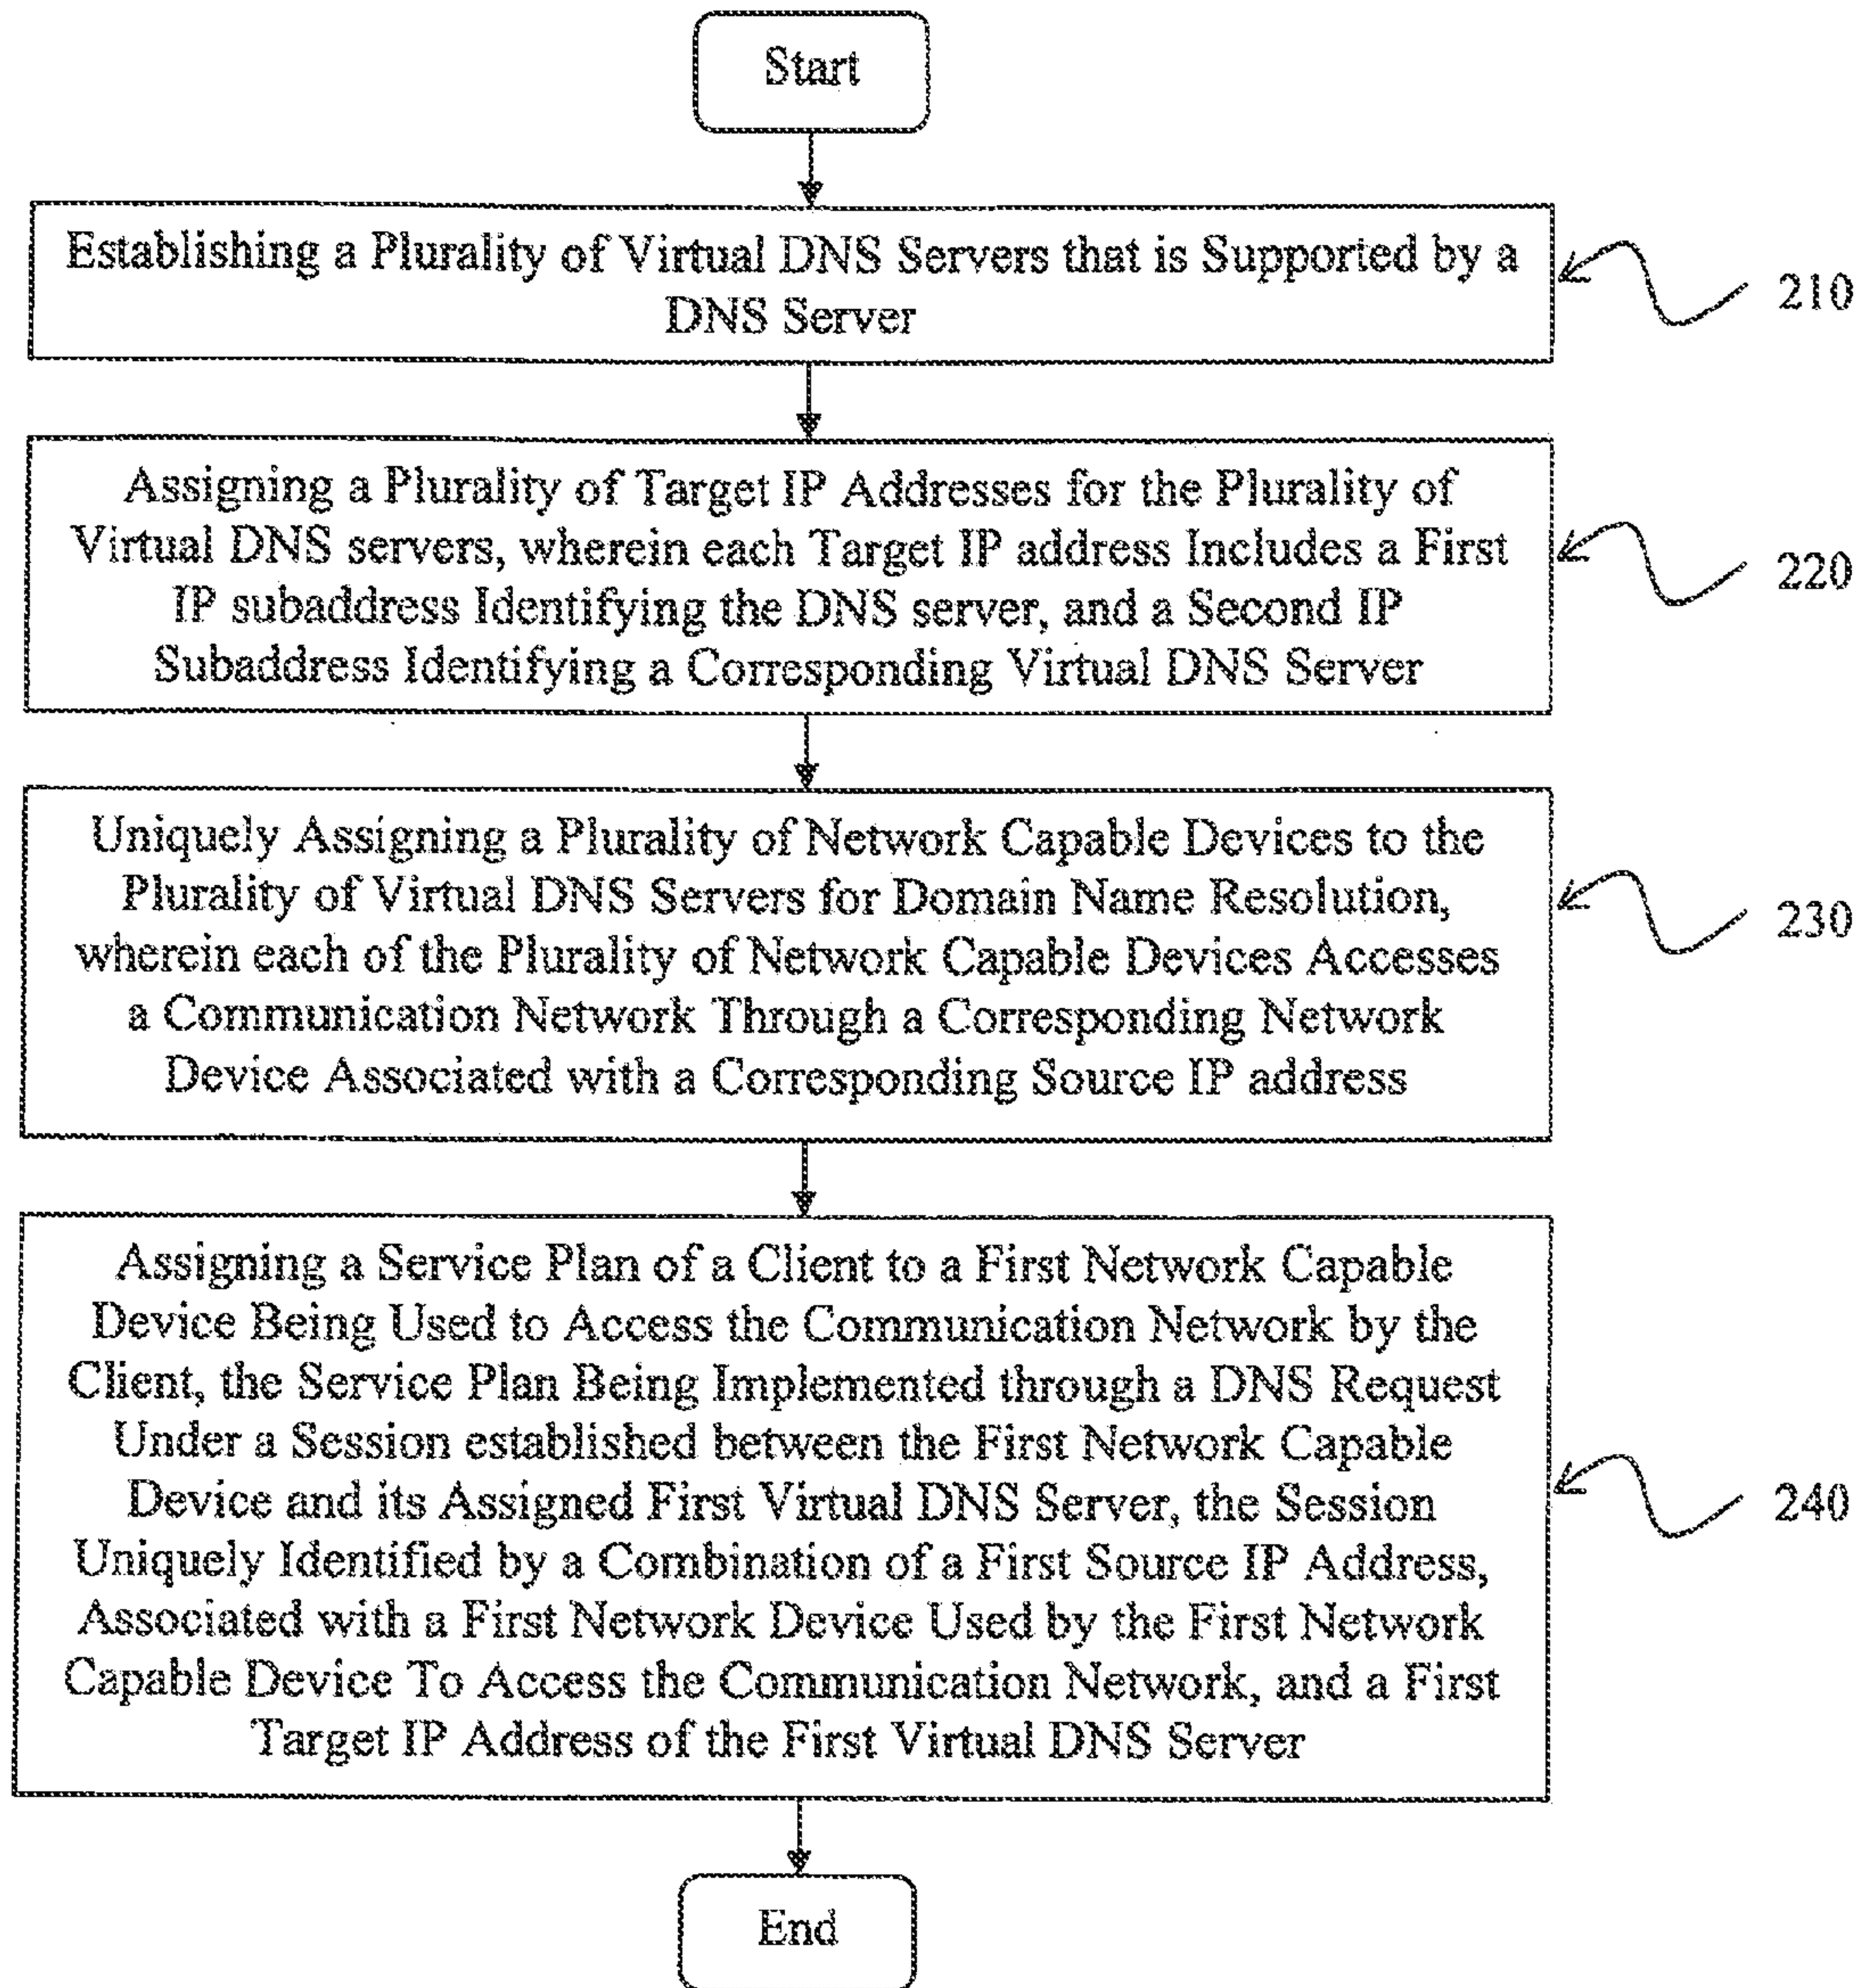 Start
Establishing a Plurality of Virtual DNS Servers that is Supported by a
DNS Server
210
Assigning a Plurality of Target IP Addresses for the Plurality of
Virtual DNS servers, wherein each Target IP address Includes a First
IP subaddress Identifying the DNS server, and a Second IP
Subaddress Identifying a Corresponding Virtual DNS Server
220
Uniquely Assigning a Plurality of Network Capable Devices to the
Plurality of Virtual DNS Servers for Domain Name Resolution,
wherein each of the Plurality of Network Capable Devices Accesses
a Communication Network Through a Corresponding Network
Device Associated with a Corresponding Source IP address
230
Assigning a Service Plan of a Client to a First Network Capable
Device Being Used to Access the Communication Network by the
Client, the Service Plan Being Implemented through a DNS Request
Under a Session established between the First Network Capable
Device and its Assigned First Virtual DNS Server, the Session
Uniquely Identified by a Combination of a First Source IP Address,
Associated with a First Network Device Used by the First Network
Capable Device To Access the Communication Network, and a First
Target IP Address of the First Virtual DNS Server
240
End